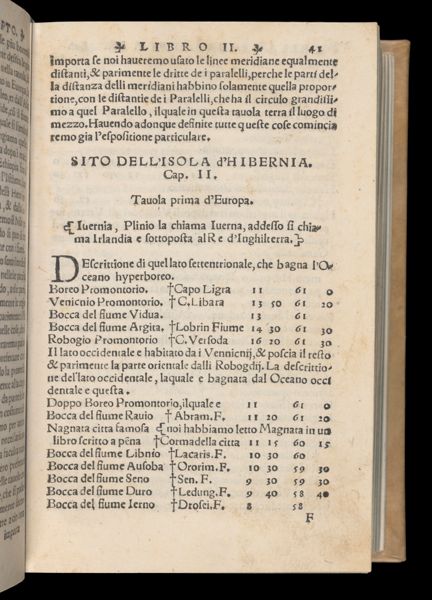 LIBRO II. 41
importa se noi haveremo usato le linee meridiane equalmente
distanti, & parimente le dritte de i paralelli, perche le parti del-
la distanza delli meridiani habbino solamente quella propor-
tione, con le distantie de i Paralelli, che ha il circulo grandissi-
mo a quel Paralello, ilquale in questa tavola terra il luogo di
mezzo. Havendo adonque definite tutte queste cose comincia
remo gia l'espositione particulare.
SITO DELL'ISOLA d'HIBERNIA.
Cap. II.
Tauola prima d'Europa.
Iuernia, Plinio la chiama Iuerna, addesso si chia-
ma Irlandia e sottoposta al Re d'Inghilterra.
DEscrittione di quel lato settentrionale, che bagna l'O-
ceano hyperboreo.
Boreo Promontorio. †Capo Ligra 11 61 0
Venicnio Promontorio. †C. Libara 13 50 61 20
Bocca del fiume Vidua. 13 61
Bocca del fiume Argita. †Lobrin Fiume 14 30 61 30
Robogio Promontorio †C. Versoda 16 20 61 30
Il lato occidentale e habitato da i Vennicnij, & poscia il resto
& parimente la parte orientale dalli Robogdij. La descrittio-
ne del lato occidentale, laquale e bagnata dal Oceano occi
dentale e questa.
Doppo Boreo Promontorio, ilquale e 11 61 0
Bocca del fiume Rauio †Abram. F. 11 20 61 20
Nagnata citta famosa noi habbiamo letto Magnata in un
libro scritto a pēna †Cormadella citta 11 15 60 15
Bocca del fiume Libnio †Lacaris. F. 10 30 60
Bocca del fiume Ausoba †Ororim. F. 10 30 59 30
Bocca del fiume Seno †Sen. F. 9 30 59 30
Bocca del fiume Duro †Ledung. F. 9 40 58 40
Bocca del fiume Ierno †Drosei. F. 8 58
F